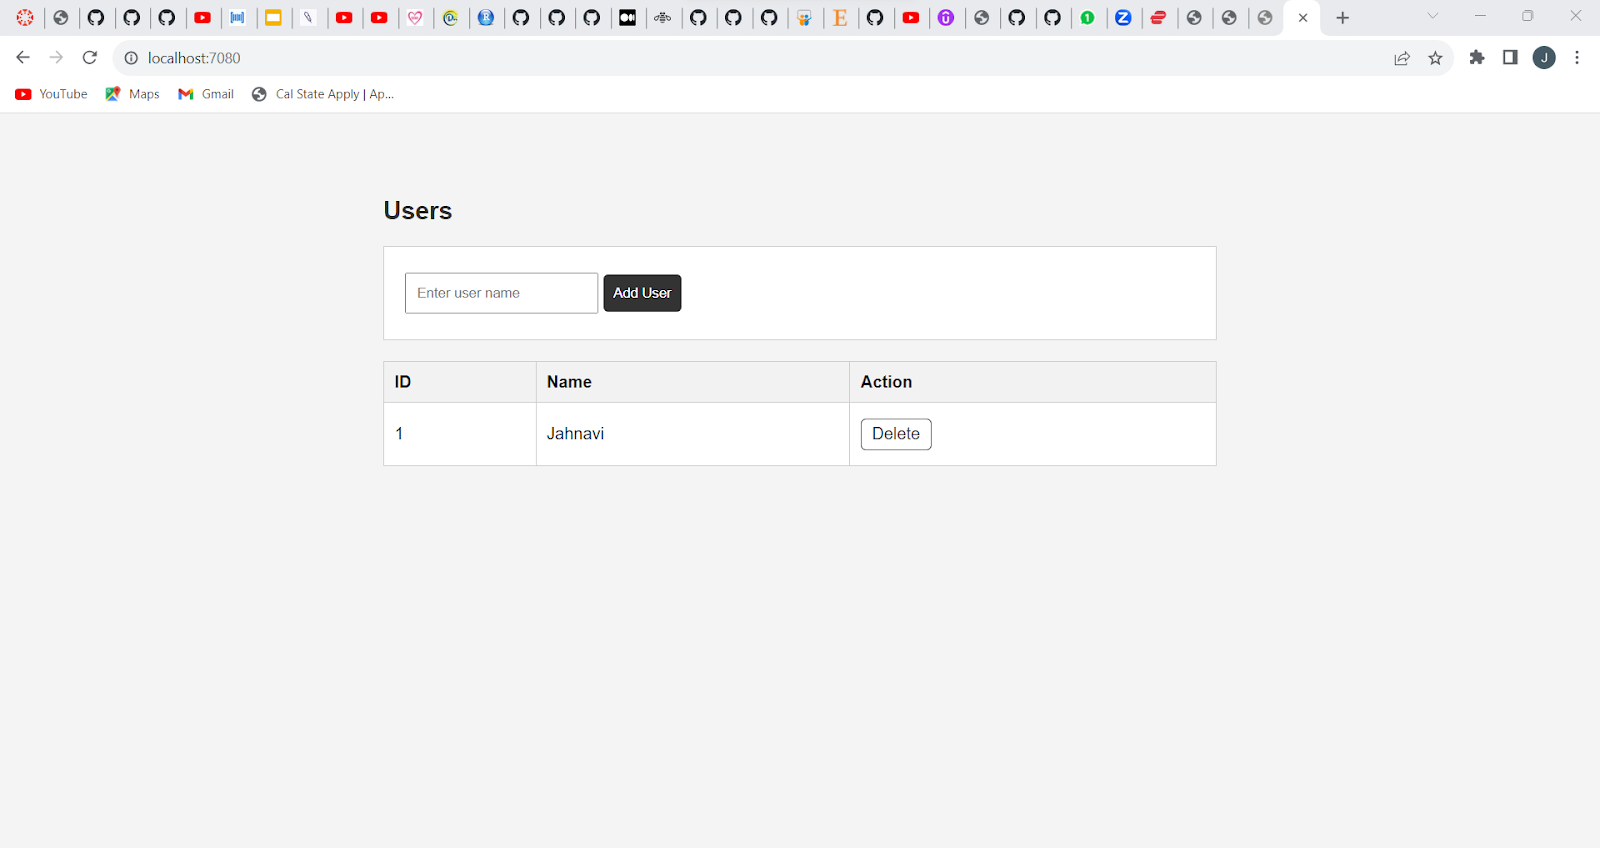 localhost:7080
J
YouTube Maps Gmail Cal State Apply | Ap...
Users
Enter user name Add User
ID Name Action
1 Jahnavi Delete